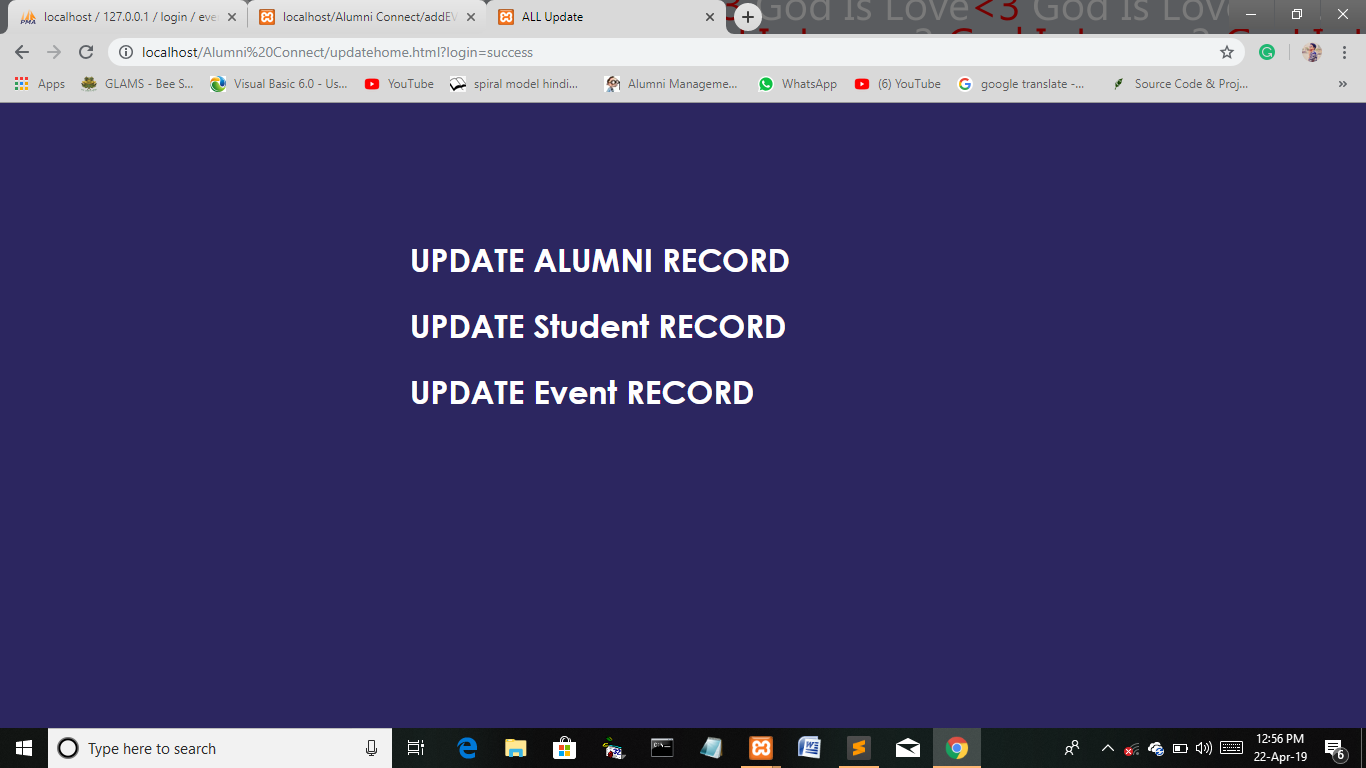 3 God Is Love<3 God Is Love
localhost / 127.0.0.1 / login / eve
localhost/Alumni Connect/addEV
ALL Update
localhost/Alumni%20Connect/updatehome.html?login=success
Apps
GLAMS - Bee S...
Visual Basic 6.0 - Us...
YouTube
spiral model hindi...
Alumni Manageme...
WhatsApp
(6) YouTube
google translate -...
Source Code & Proj...
»
UPDATE ALUMNI RECORD
UPDATE Student RECORD
UPDATE Event RECORD
Type here to search
12:56 PM
22-Apr-19
6